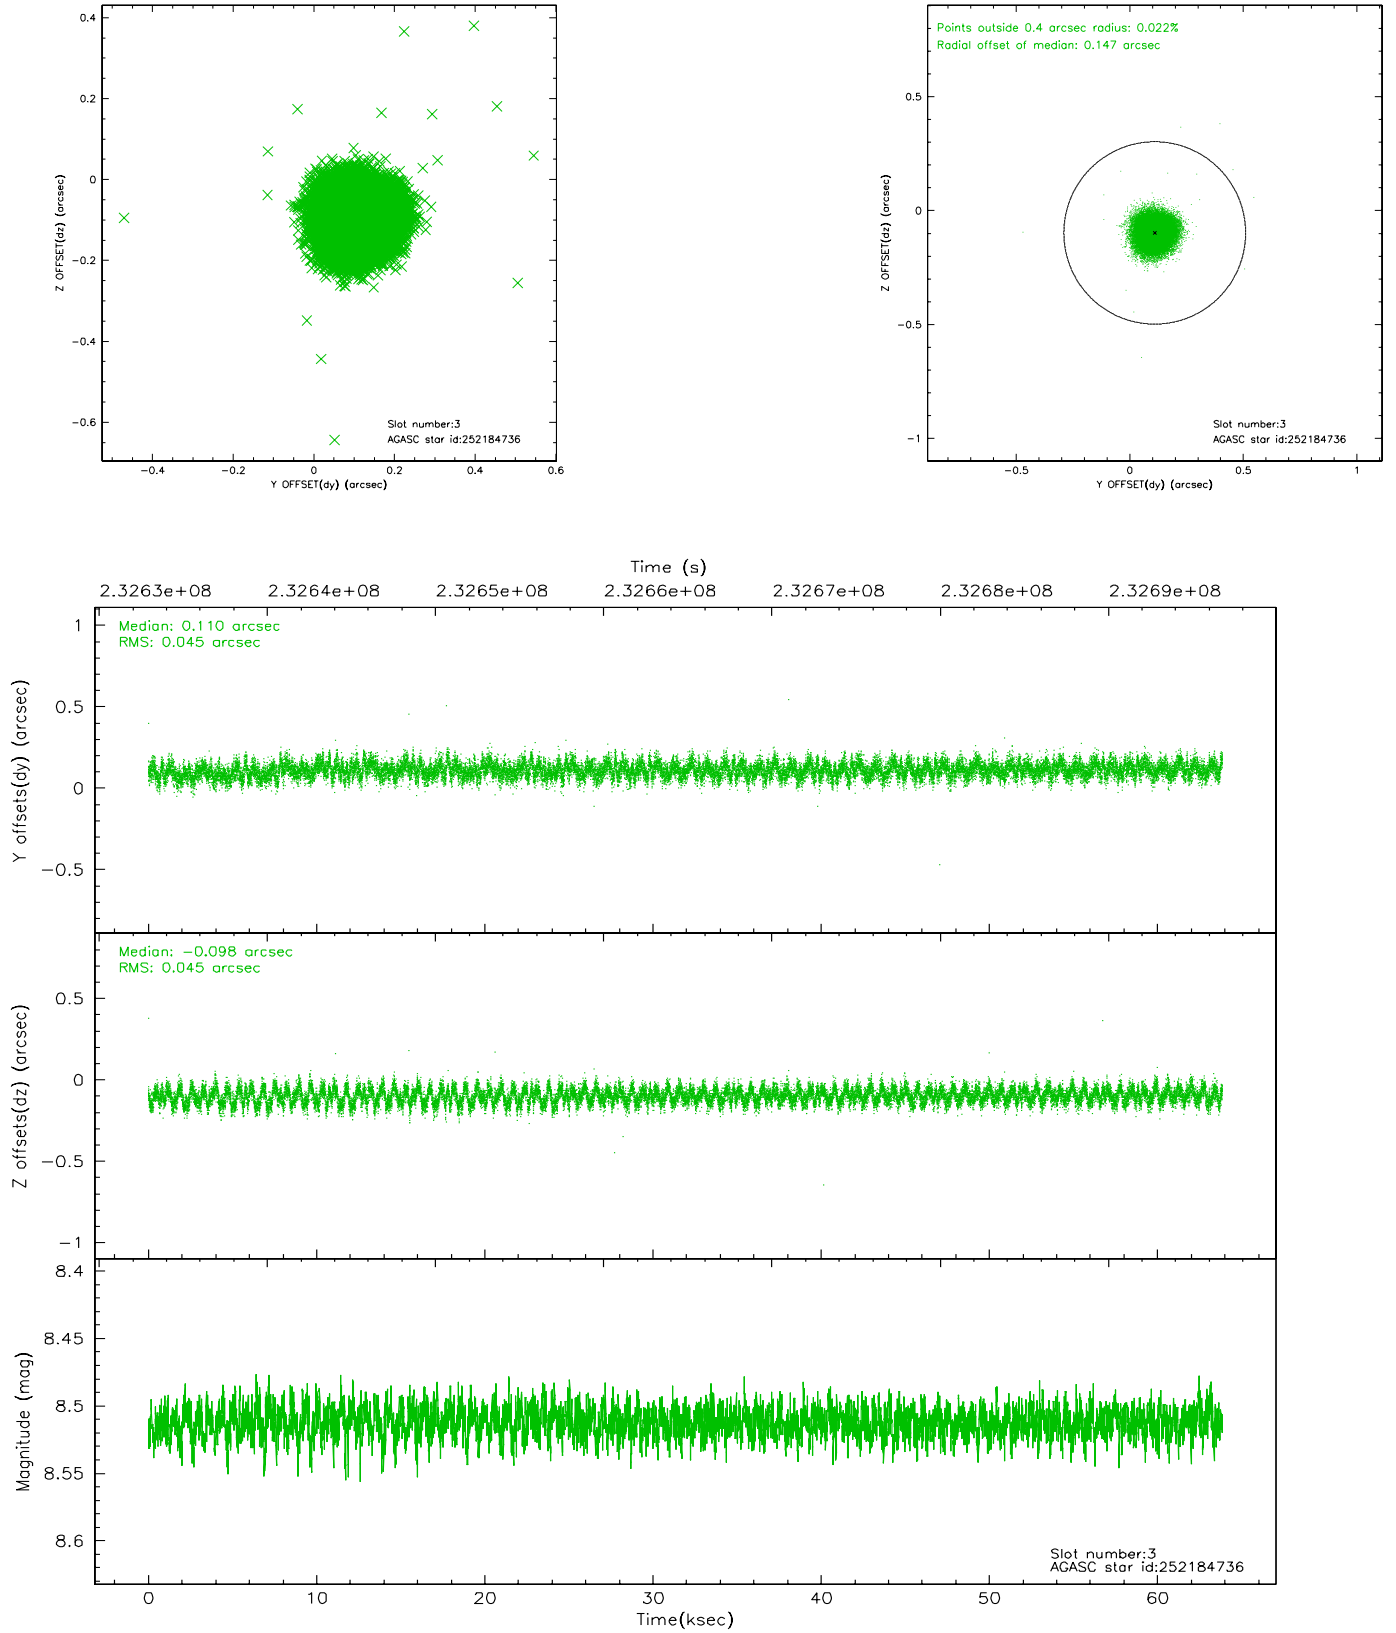 0.4
0.2
0
-0.2
-0.4
-0.6
Z OFFSET(dz) (arcsec)
-0.4 -0.2 0 0.2 0.4 0.6
Y OFFSET(dy) (arcsec)
Slot number:3
AGASC star id:252184736
Points outside 0.4 arcsec radius: 0.022%
Radial offset of median: 0.147 arcsec
0.5
0
-0.5
-1
Z OFFSET(dz) (arcsec)
-0.5 0 0.5 1
Y OFFSET(dy) (arcsec)
Slot number:3
AGASC star id:252184736
Time (s)
2.3263e+08 2.3264e+08 2.3265e+08 2.3266e+08 2.3267e+08 2.3268e+08 2.3269e+08
Median: 0.110 arcsec
RMS: 0.045 arcsec
1
0.5
0
-0.5
Y offsets(dy) (arcsec)
Median: -0.098 arcsec
RMS: 0.045 arcsec
0.5
0
-0.5
-1
Z offsets(dz) (arcsec)
8.4
8.45
8.5
8.55
8.6
Magnitude (mag)
Slot number:3
AGASC star id:252184736
0 10 20 30 40 50 60
Time(ksec)